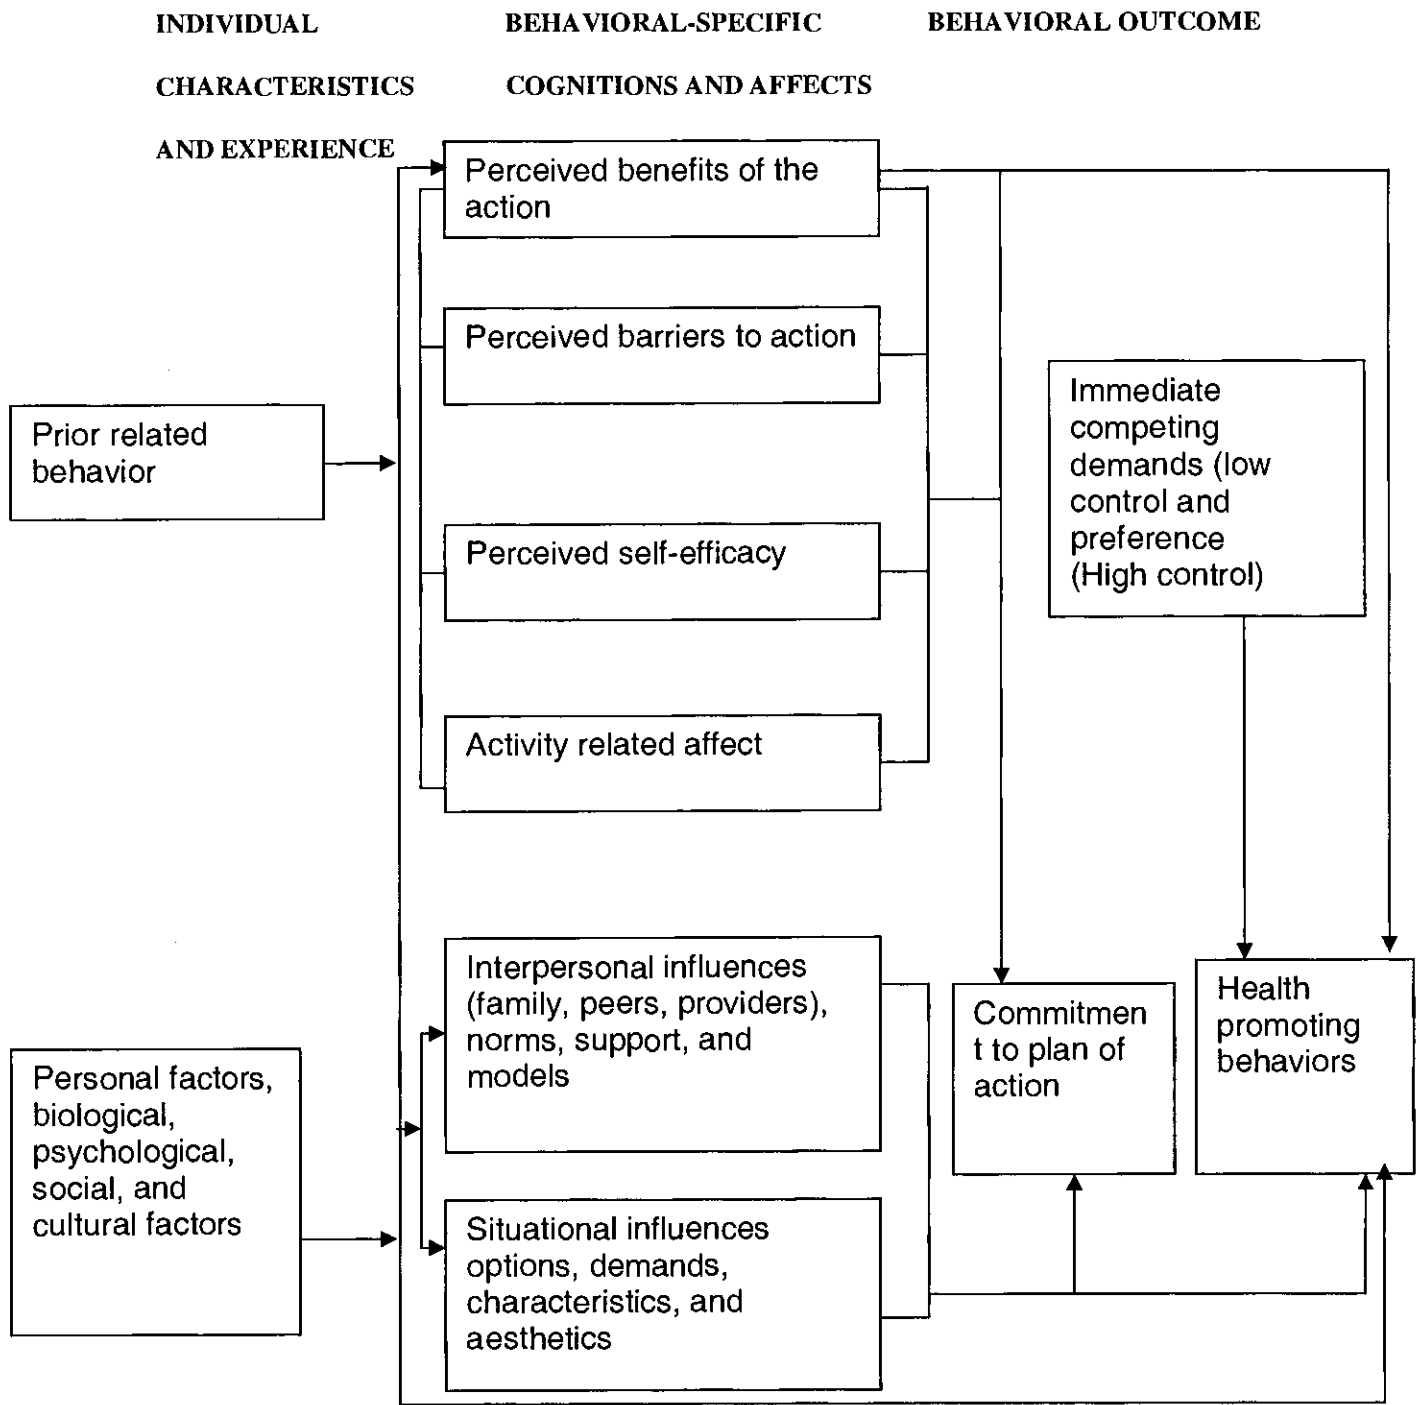 INDIVIDUAL
CHARACTERISTICS
AND EXPERIENCE
BEHAVIORAL-SPECIFIC
COGNITIONS AND AFFECTS
BEHAVIORAL OUTCOME
Prior related
behavior
Personal factors,
biological,
psychological,
social, and
cultural factors
Perceived benefits of the
action
Perceived barriers to action
Perceived self-efficacy
Activity related affect
Interpersonal influences
(family, peers, providers),
norms, support, and
models
Situational influences
options, demands,
characteristics, and
aesthetics
Immediate
competing
demands (low
control and
preference
(High control)
Commitmen
t to plan of
action
Health
promoting
behaviors